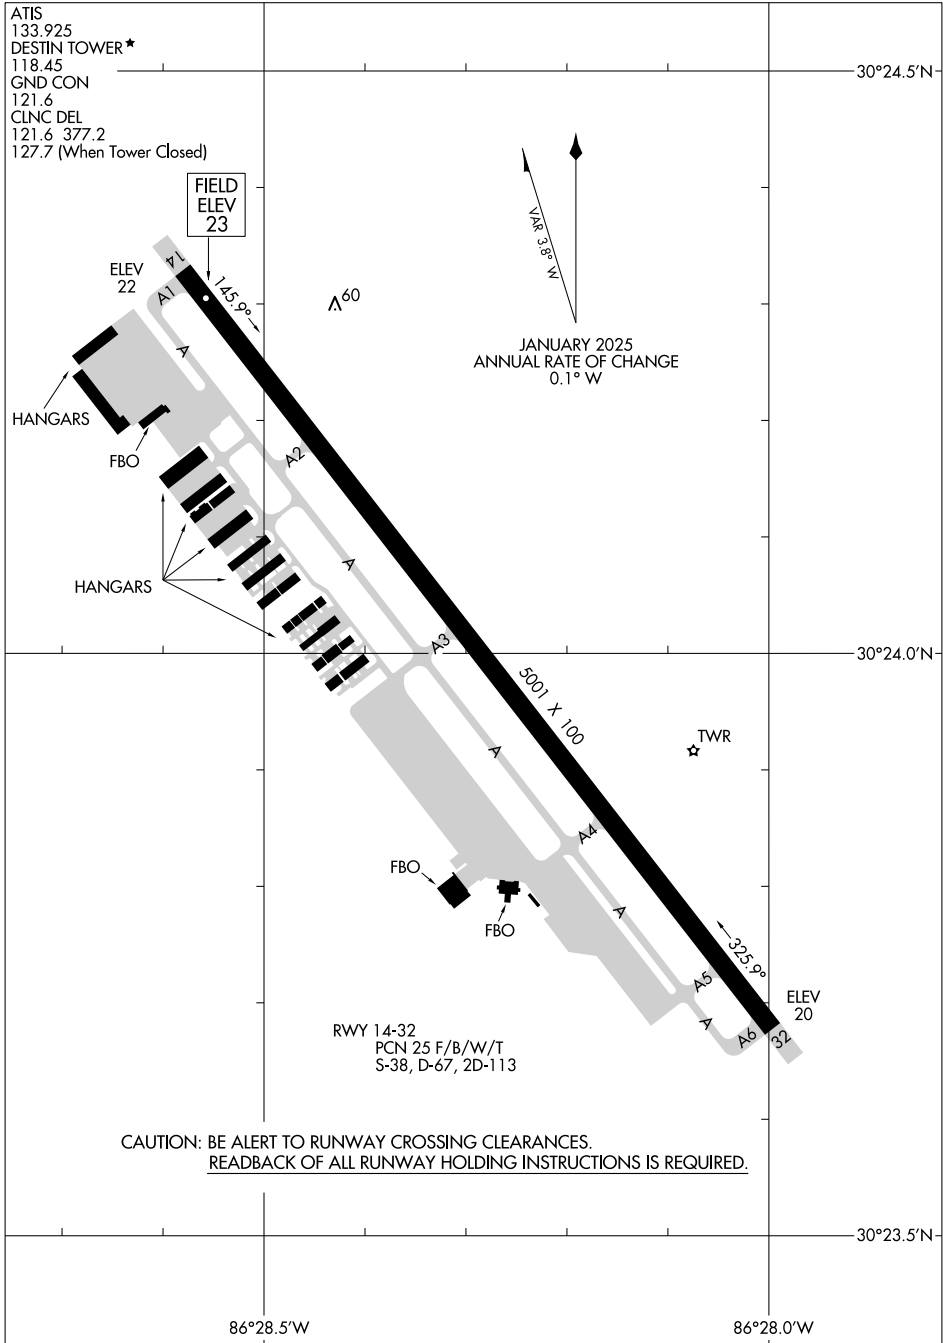 ATIS
133.925
DESTIN TOWER★
118.45
GND CON
121.6
CLNC DEL
121.6 377.2
127.7 (When Tower Closed)
30°24.5'N
FIELD
ELEV
23
VAR 3.8° W
JANUARY 2025
ANNUAL RATE OF CHANGE
0.1° W
14
ELEV
22
A1
145.9°
60
A
HANGARS
FBO
A2
A
HANGARS
A3
30°24.0'N
5001 X 100
A
TWR
A4
FBO
FBO
A
325.9°
A5
ELEV
20
A
A6
32
RWY 14-32
PCN 25 F/B/W/T
S-38, D-67, 2D-113
CAUTION: BE ALERT TO RUNWAY CROSSING CLEARANCES.
READBACK OF ALL RUNWAY HOLDING INSTRUCTIONS IS REQUIRED.
30°23.5'N
86°28.5'W
86°28.0'W